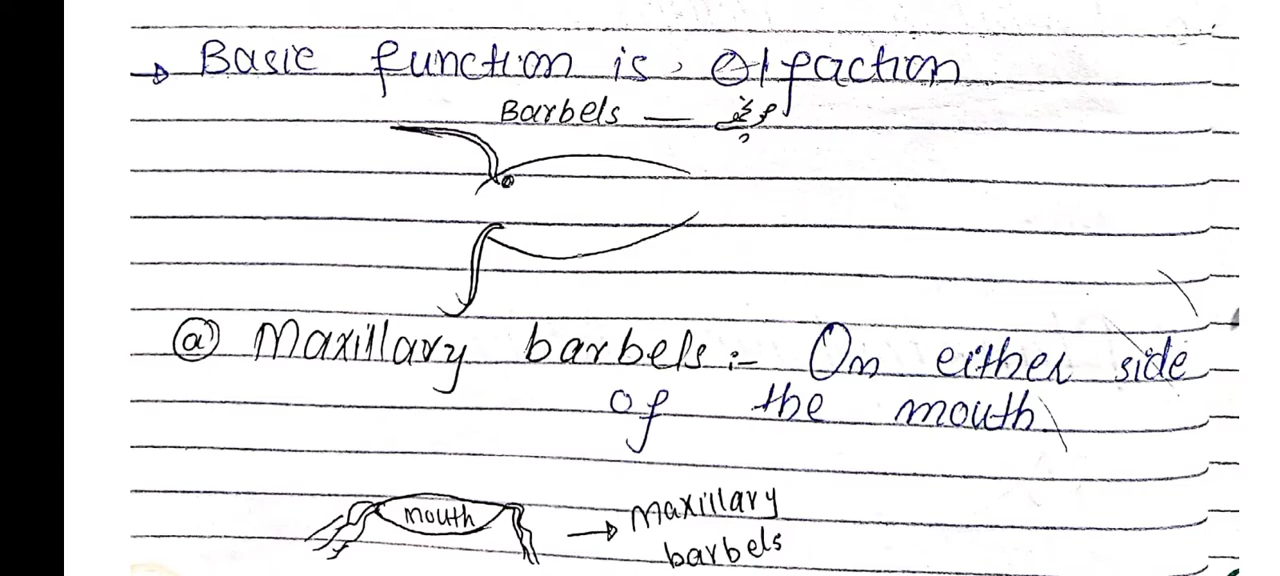 → Basic function is, Olfaction
Barbels —
ⓐ Maxillary barbels :- On either side
of the mouth
mouth
→ Maxillary
barbels